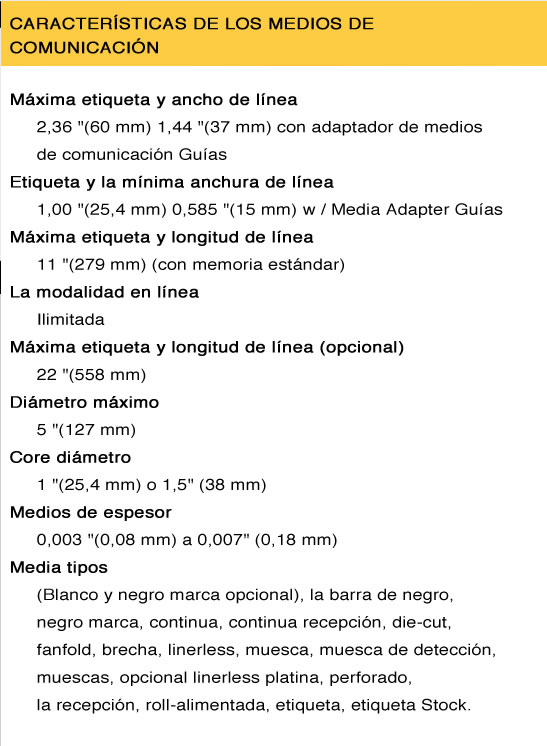 CARACTERÍSTICAS DE LOS MEDIOS DE
COMUNICACIÓN
Máxima etiqueta y ancho de línea
2,36 "(60 mm) 1,44 "(37 mm) con adaptador de medios
de comunicación Guías
Etiqueta y la mínima anchura de línea
1,00 "(25,4 mm) 0,585 "(15 mm) w / Media Adapter Guías
Máxima etiqueta y longitud de línea
11 "(279 mm) (con memoria estándar)
La modalidad en línea
Ilimitada
Máxima etiqueta y longitud de línea (opcional)
22 "(558 mm)
Diámetro máximo
5 "(127 mm)
Core diámetro
1 "(25,4 mm) o 1,5" (38 mm)
Medios de espesor
0,003 "(0,08 mm) a 0,007" (0,18 mm)
Media tipos
(Blanco y negro marca opcional), la barra de negro,
negro marca, continua, continua recepción, die-cut,
fanfold, brecha, linerless, muesca, muesca de detección,
muescas, opcional linerless platina, perforado,
la recepción, roll-alimentada, etiqueta, etiqueta Stock.